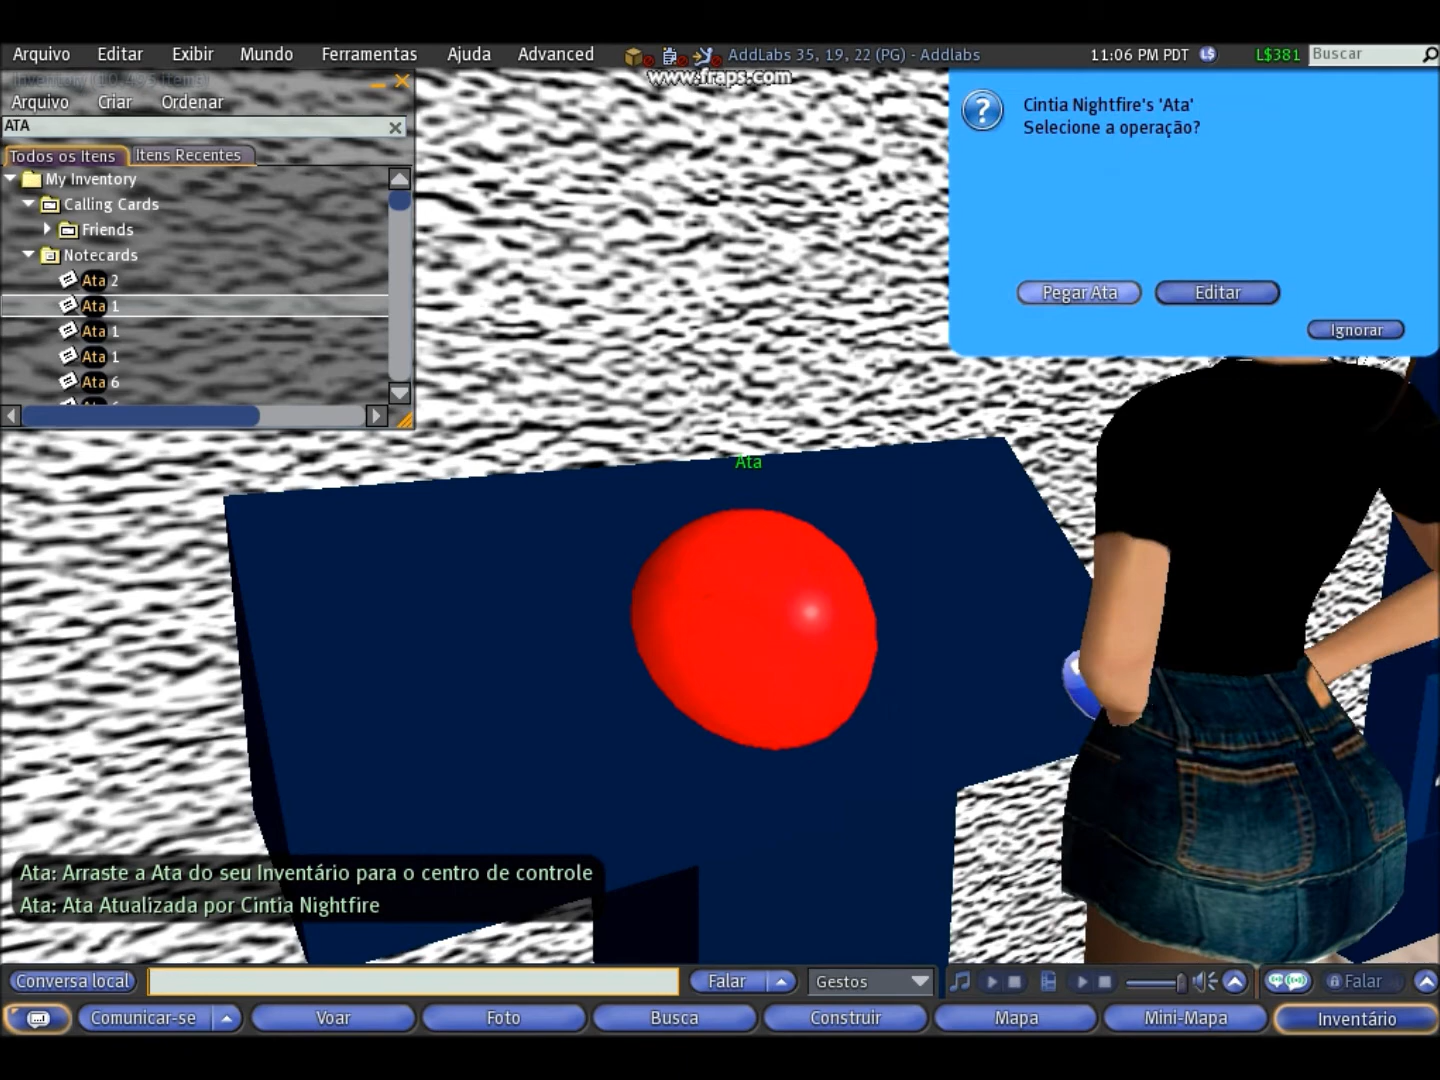 Arquivo Editar Exibir Mundo Ferramentas Ajuda Advanced AddLabs 35, 19, 22 (PG) - Addlabs 11:06 PM PDT L$ L$381 Buscar
www.fraps.com
Arquivo Criar Ordenar
ATA
Todos os Itens Itens Recentes
My Inventory
Calling Cards
Friends
Notecards
Ata 2
Ata 1
Ata 1
Ata 1
Ata 6
Cintia Nightfire's 'Ata'
Selecione a operação?
Pegar Ata Editar
Ignorar
Ata
Ata: Arraste a Ata do seu Inventário para o centro de controle
Ata: Ata Atualizada por Cintia Nightfire
Conversa local Falar Gestos Falar
Comunicar-se Voar Foto Busca Construir Mapa Mini-Mapa Inventário